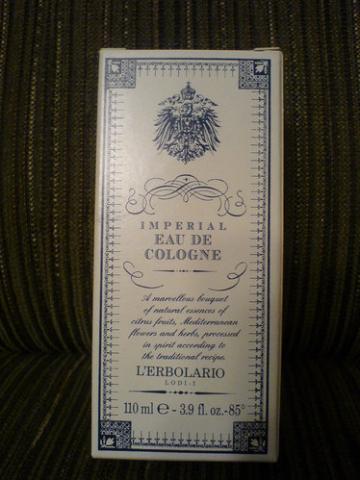 IMPERIAL
EAU DE
COLOGNE
A marvellous bouquet
of natural essences of
citrus fruits, Mediterranean
flowers and herbs, processed
in spirit according to
the traditional recipe.
L'ERBOLARIO
LODI-I
110 ml ℮ - 3.9 fl. oz.-85°